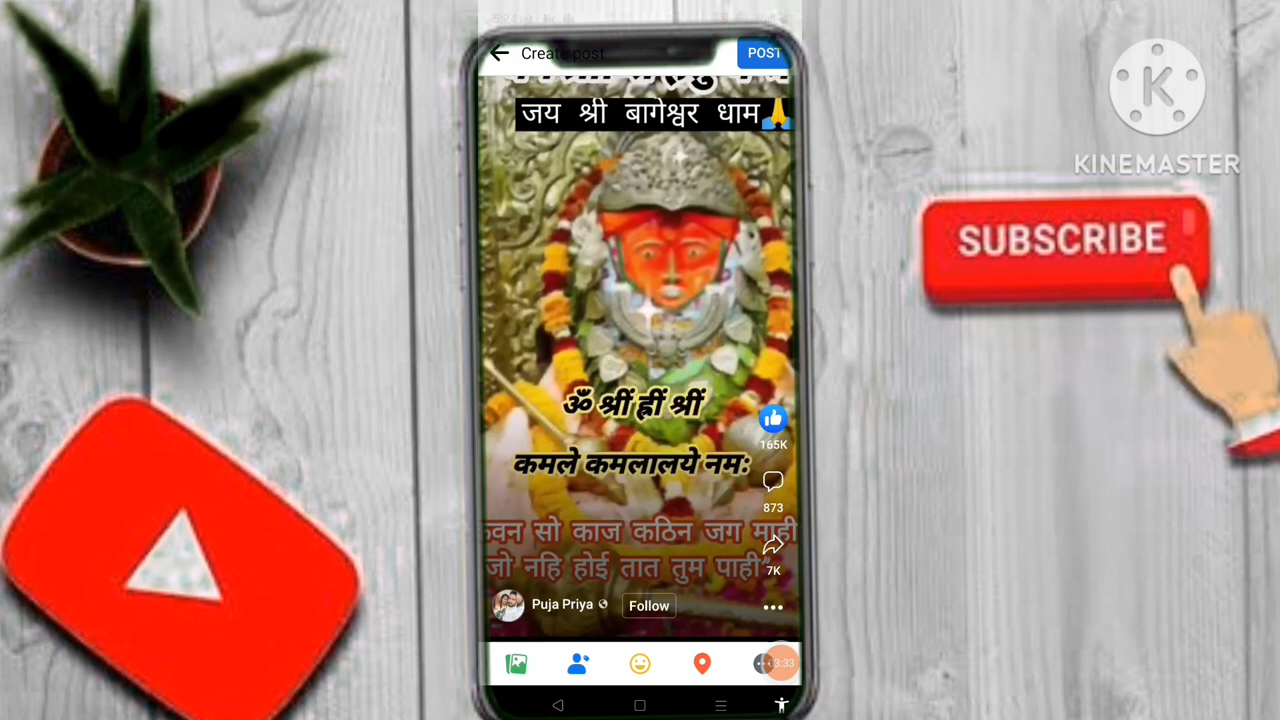 Create post
POST
जय श्री बागेश्वर धाम🙏
ॐ श्रीं ह्रीं श्रीं
कमले कमलालये नमः
165K
873
कवन सो काज कठिन जग माही
जो नहि होई तात तुम पाही"
7K
Puja Priya
Follow
3:33
KINEMASTER
SUBSCRIBE